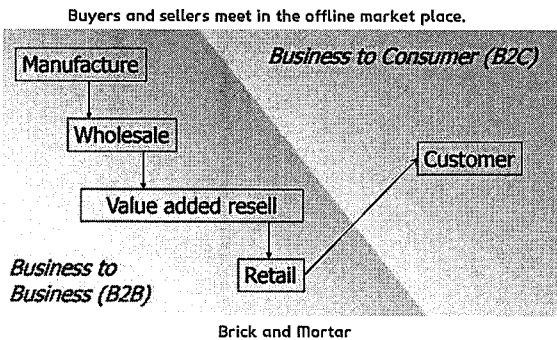 Buyers and sellers meet in the offline market place.
Manufacture
Business to Consumer (B2C)
Wholesale
Customer
Value added resell
Business to
Business (B2B)
Retail
Brick and Mortar